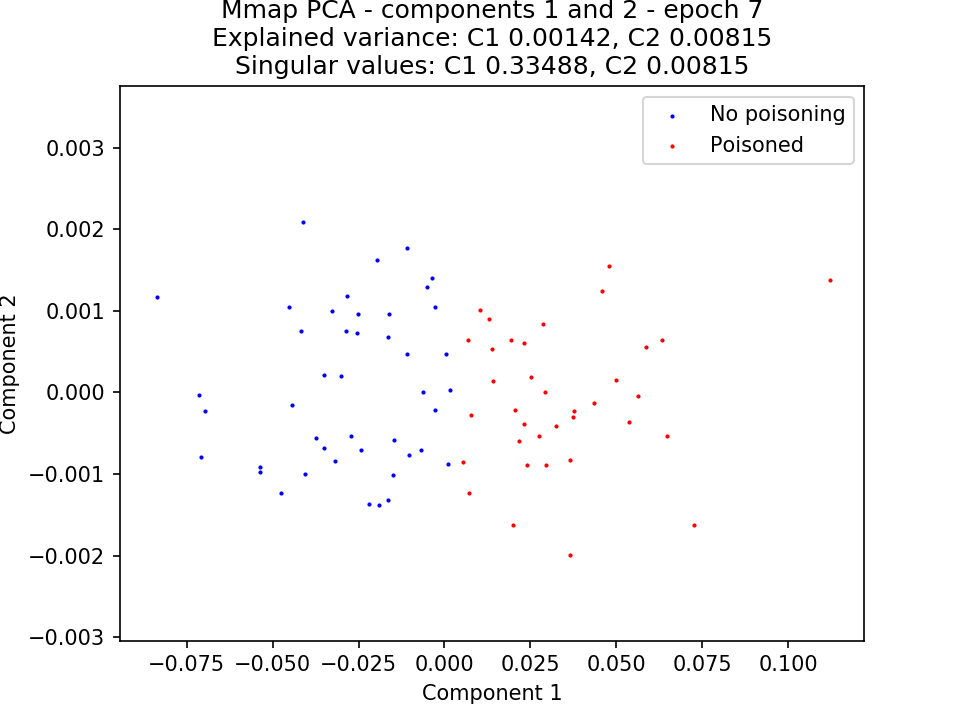 Mmap PCA - components 1 and 2 - epoch 7
Explained variance: C1 0.00142, C2 0.00815
Singular values: C1 0.33488, C2 0.00815
No poisoning
Poisoned
0.003
0.002
0.001
0.000
−0.001
−0.002
−0.003
Component 2
−0.075
−0.050
−0.025
0.000
0.025
0.050
0.075
0.100
Component 1